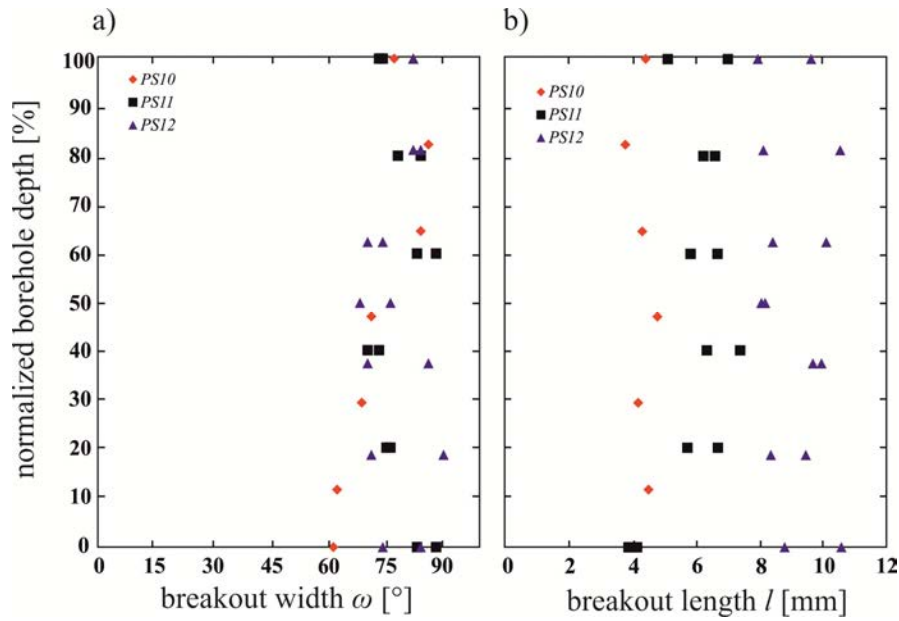 a)
b)
normalized borehole depth [%]
100
90
80
70
60
50
40
30
20
10
0
PS10
PS11
PS12
0 15 30 45 60 75 90
breakout width ω [°]
PS10
PS11
PS12
0 2 4 6 8 10 12
breakout length l [mm]